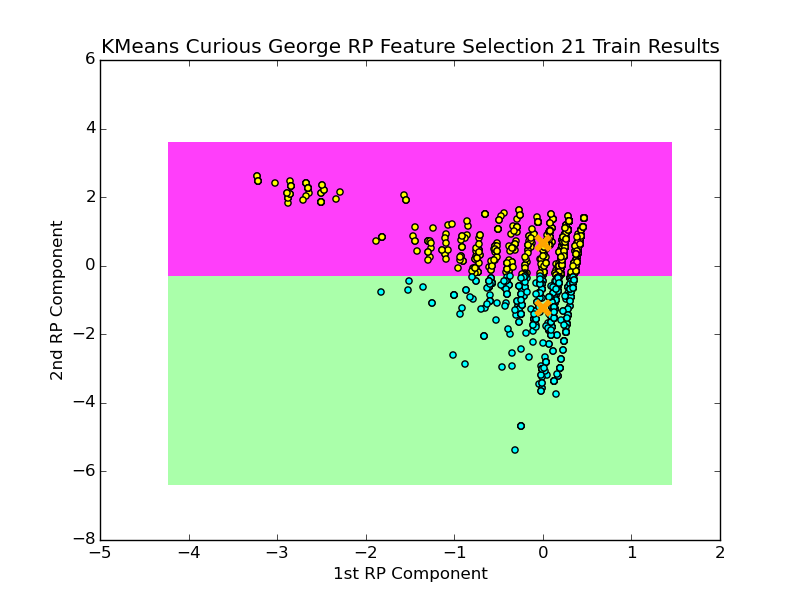 KMeans Curious George RP Feature Selection 21 Train Results
6
4
2
0
−2
−4
−6
−8
2nd RP Component
−5 −4 −3 −2 −1 0 1 2
1st RP Component